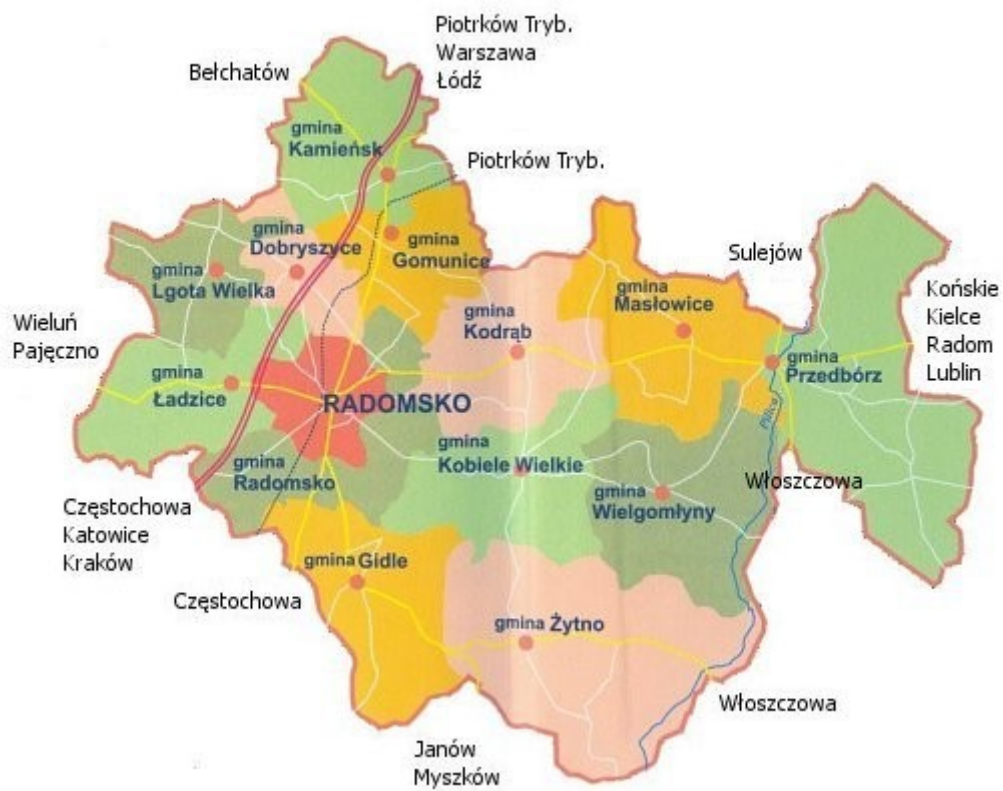 Piotrków Tryb.
Warszawa
Łódź
Bełchatów
gmina
Kamieńsk
Piotrków Tryb.
gmina
Dobryszyce
gmina
Gomunice
gmina
Lgota Wielka
Sulejów
gmina
Masłowice
Końskie
Kielce
Radom
Lublin
Wieluń
Pajęczno
gmina
Kodrąb
gmina
Przedbórz
gmina
Ładzice
RADOMSKO
Pilica
gmina
Radomsko
gmina
Kobiele Wielkie
gmina
Wielgomłyny
Włoszczowa
Częstochowa
Katowice
Kraków
gmina Gidle
Częstochowa
gmina Żytno
Włoszczowa
Janów
Myszków